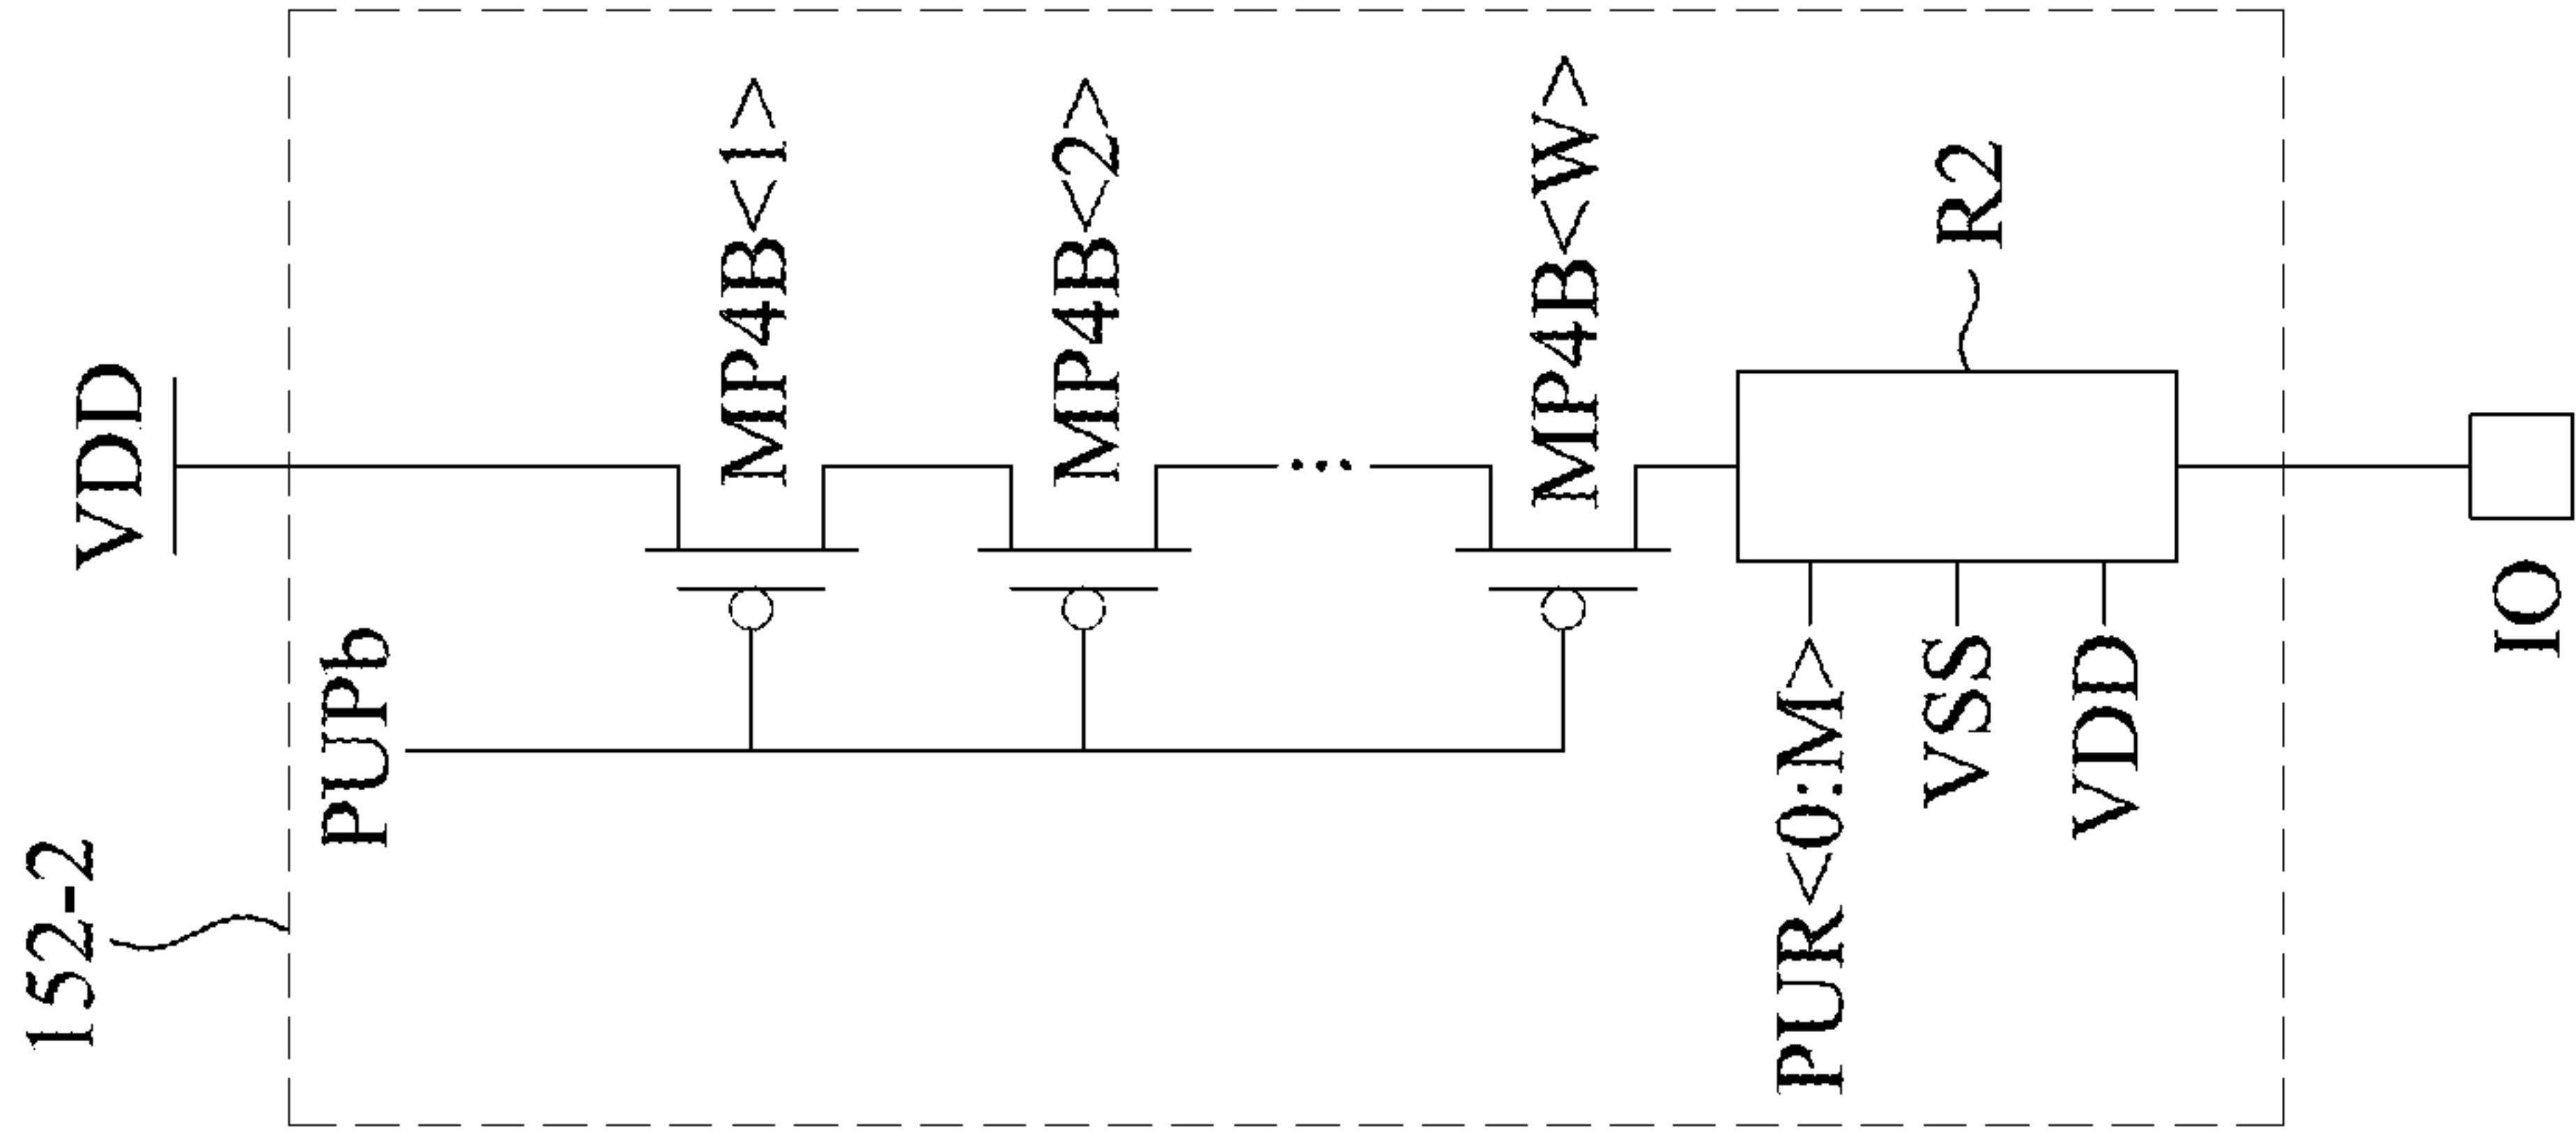 152-2
VDD
PUPb
MP4B<1>
MP4B<2>
...
MP4B<W>
PUR<0:M>
VSS
VDD
R2
IO